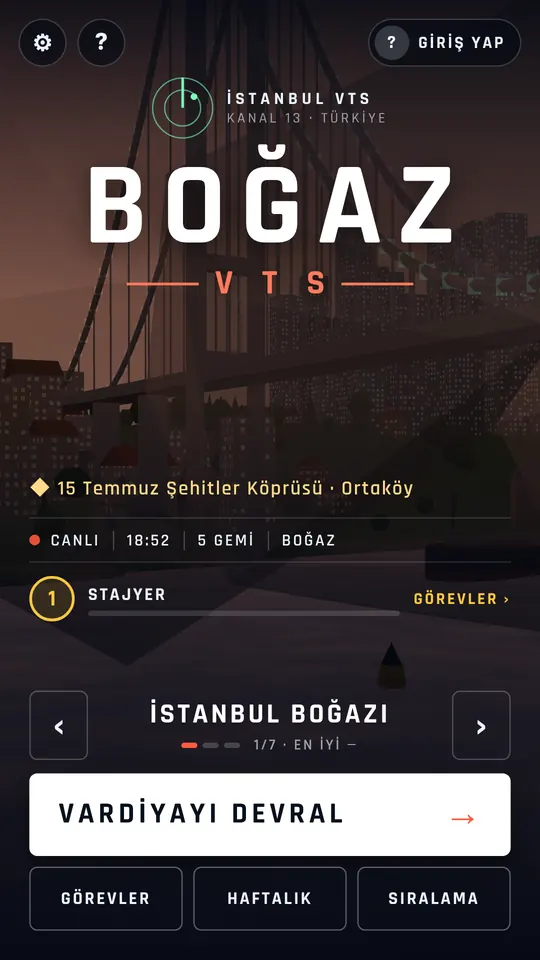 ?
? GİRİŞ YAP
İSTANBUL VTS
KANAL 13 · TÜRKİYE
BOĞAZ
VTS
15 Temmuz Şehitler Köprüsü · Ortaköy
CANLI | 18:52 | 5 GEMİ | BOĞAZ
1 STAJYER
GÖREVLER ›
‹
İSTANBUL BOĞAZI
1/7 · EN İYİ —
›
VARDİYAYI DEVRAL →
GÖREVLER
HAFTALIK
SIRALAMA